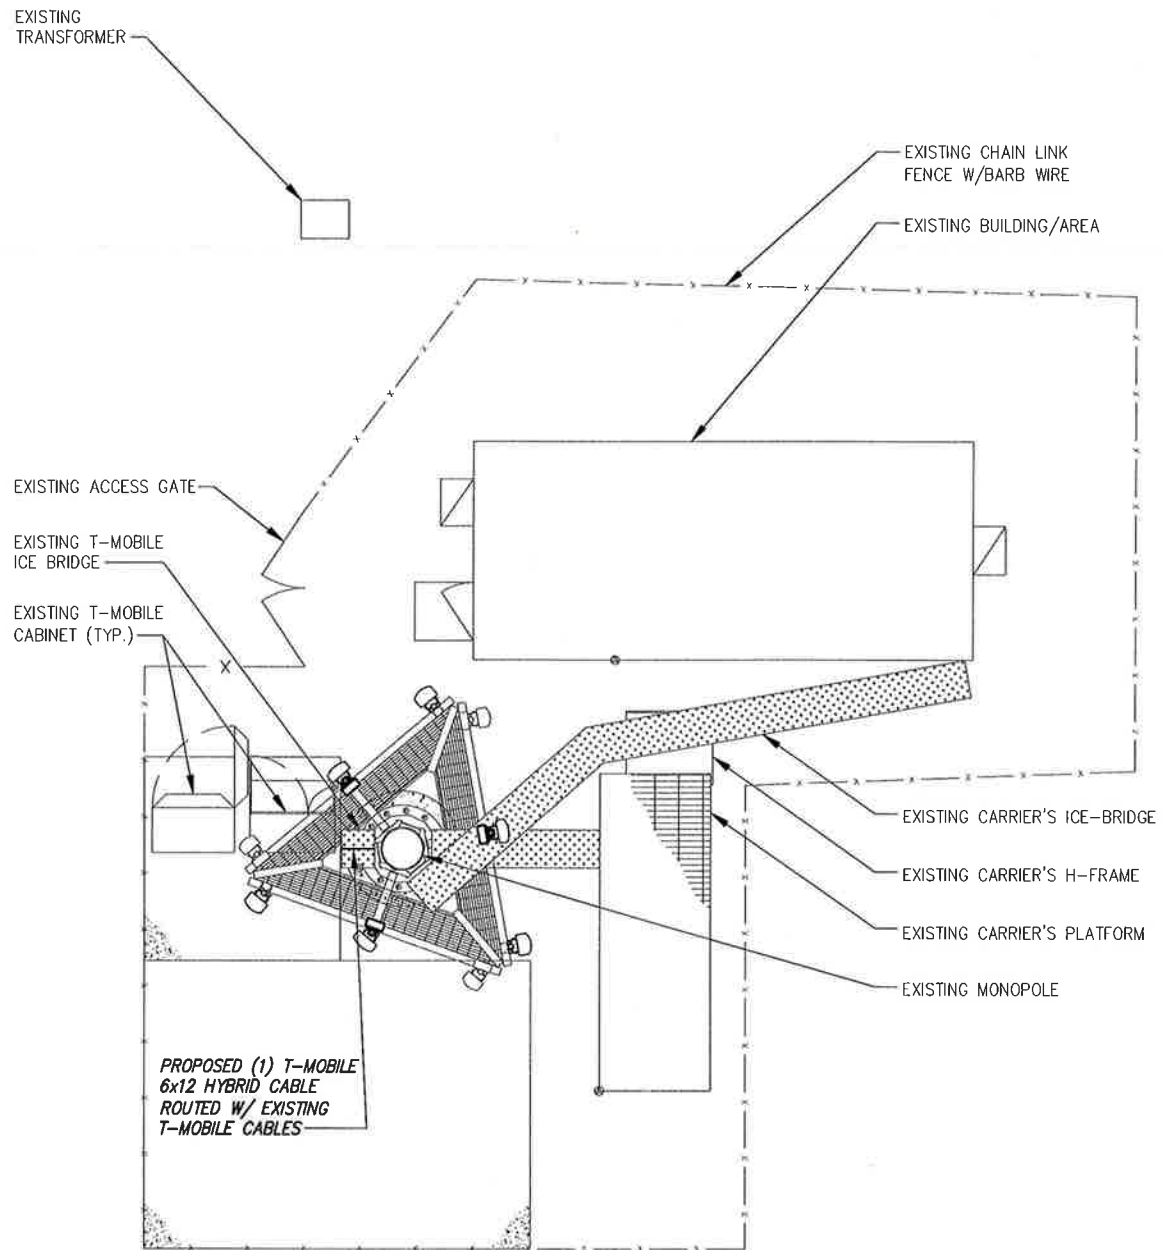 EXISTING
TRANSFORMER
EXISTING CHAIN LINK
FENCE W/BARB WIRE
EXISTING BUILDING/AREA
EXISTING ACCESS GATE
EXISTING T-MOBILE
ICE BRIDGE
EXISTING T-MOBILE
CABINET (TYP.)
EXISTING CARRIER'S ICE-BRIDGE
EXISTING CARRIER'S H-FRAME
EXISTING CARRIER'S PLATFORM
EXISTING MONOPOLE
PROPOSED (1) T-MOBILE
6x12 HYBRID CABLE
ROUTED W/ EXISTING
T-MOBILE CABLES